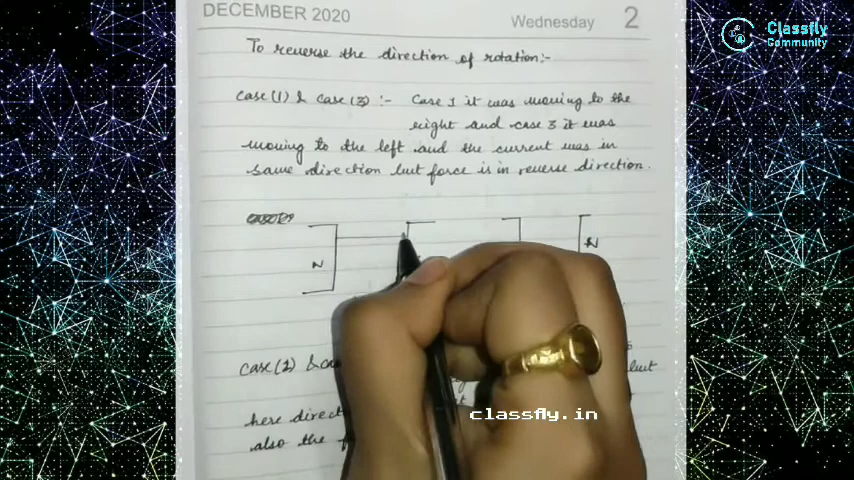 DECEMBER 2020
Wednesday 2
Classfly
Community
To reverse the direction of rotation:-
Case (1) & Case (3) :- Case 1 it was moving to the
right and case 3 it was
moving to the left and the current was in
same direction but force is in reverse direction.
N N
case (1) &
but
here
also the
classfly.in